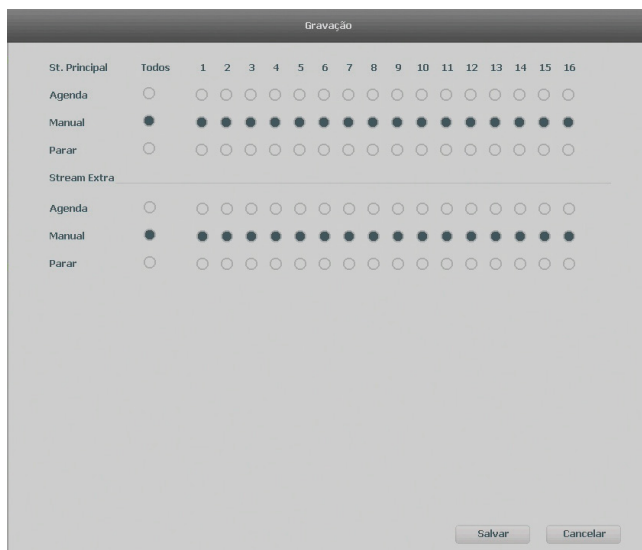 Gravação
St. Principal Todos 1 2 3 4 5 6 7 8 9 10 11 12 13 14 15 16
Agenda
Manual
Parar
Stream Extra
Agenda
Manual
Parar
Salvar Cancelar